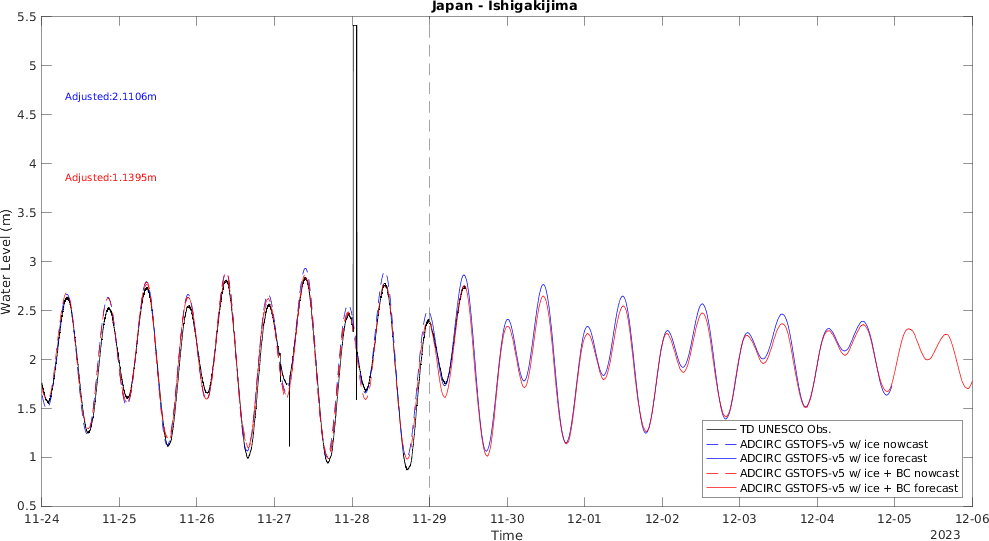 Japan - Ishigakijima
Water Level (m)
5.5
5
4.5
4
3.5
3
2.5
2
1.5
1
0.5
Adjusted:2.1106m
Adjusted:1.1395m
TD UNESCO Obs.
ADCIRC GSTOFS-v5 w/ ice nowcast
ADCIRC GSTOFS-v5 w/ ice forecast
ADCIRC GSTOFS-v5 w/ ice + BC nowcast
ADCIRC GSTOFS-v5 w/ ice + BC forecast
11-24 11-25 11-26 11-27 11-28 11-29 11-30 12-01 12-02 12-03 12-04 12-05 12-06
Time
2023